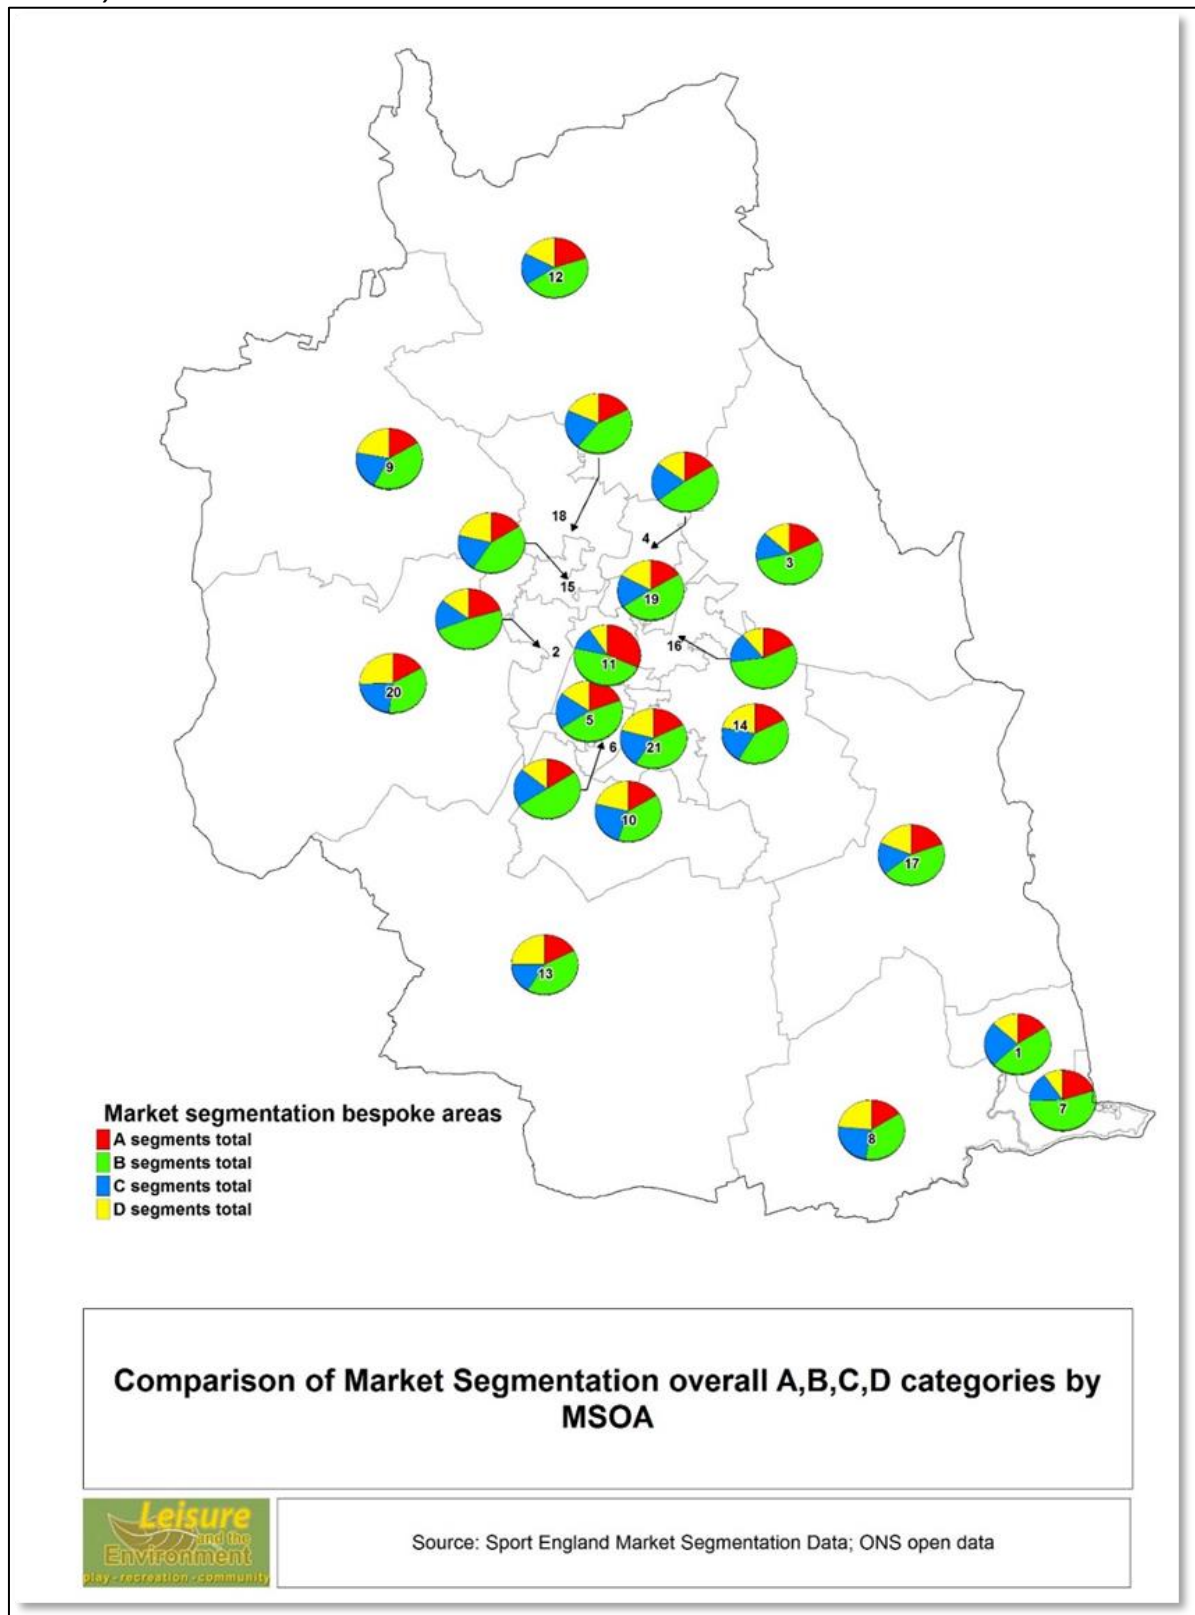 12
9
18
4
3
15
19
2
16
11
20
5
14
6
21
10
17
13
1
7
8
Market segmentation bespoke areas
A segments total
B segments total
C segments total
D segments total
Comparison of Market Segmentation overall A,B,C,D categories by
MSOA
Leisure
and the
Environment
play - recreation - community
Source: Sport England Market Segmentation Data; ONS open data